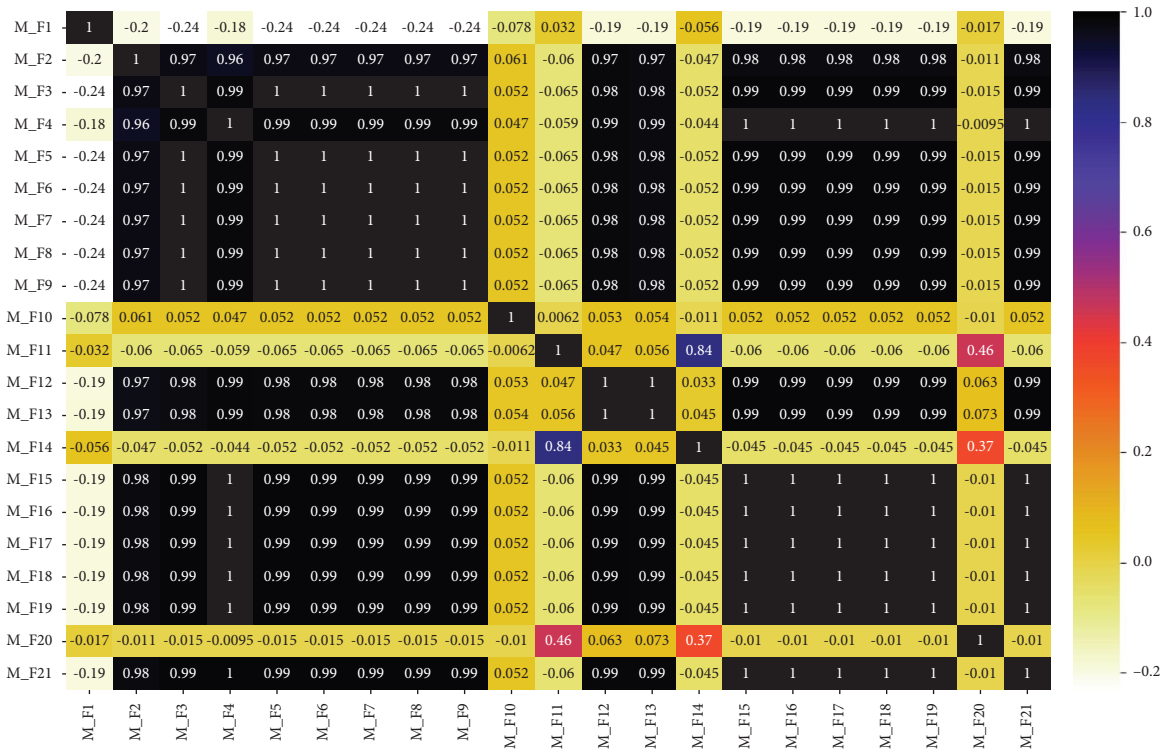 M_F1 - 1 -0.2 -0.24 -0.18 -0.24 -0.24 -0.24 -0.24 -0.24 -0.078 0.032 -0.19 -0.19 -0.056 -0.19 -0.19 -0.19 -0.19 -0.19 -0.017 -0.19
M_F2 - -0.2 1 0.97 0.96 0.97 0.97 0.97 0.97 0.97 0.061 -0.06 0.97 0.97 -0.047 0.98 0.98 0.98 0.98 0.98 -0.011 0.98
M_F3 - -0.24 0.97 1 0.99 1 1 1 1 1 0.052 -0.065 0.98 0.98 -0.052 0.99 0.99 0.99 0.99 0.99 -0.015 0.99
M_F4 - -0.18 0.96 0.99 1 0.99 0.99 0.99 0.99 0.99 0.047 -0.059 0.99 0.99 -0.044 1 1 1 1 1 -0.0095 1
M_F5 - -0.24 0.97 1 0.99 1 1 1 1 1 0.052 -0.065 0.98 0.98 -0.052 0.99 0.99 0.99 0.99 0.99 -0.015 0.99
M_F6 - -0.24 0.97 1 0.99 1 1 1 1 1 0.052 -0.065 0.98 0.98 -0.052 0.99 0.99 0.99 0.99 0.99 -0.015 0.99
M_F7 - -0.24 0.97 1 0.99 1 1 1 1 1 0.052 -0.065 0.98 0.98 -0.052 0.99 0.99 0.99 0.99 0.99 -0.015 0.99
M_F8 - -0.24 0.97 1 0.99 1 1 1 1 1 0.052 -0.065 0.98 0.98 -0.052 0.99 0.99 0.99 0.99 0.99 -0.015 0.99
M_F9 - -0.24 0.97 1 0.99 1 1 1 1 1 0.052 -0.065 0.98 0.98 -0.052 0.99 0.99 0.99 0.99 0.99 -0.015 0.99
M_F10 - -0.078 0.061 0.052 0.047 0.052 0.052 0.052 0.052 0.052 1 0.0062 0.053 0.054 -0.011 0.052 0.052 0.052 0.052 0.052 -0.01 0.052
M_F11 - -0.032 -0.06 -0.065 -0.059 -0.065 -0.065 -0.065 -0.065 -0.065 -0.0062 1 0.047 0.056 0.84 -0.06 -0.06 -0.06 -0.06 -0.06 0.46 -0.06
M_F12 - -0.19 0.97 0.98 0.99 0.98 0.98 0.98 0.98 0.98 0.053 0.047 1 1 0.033 0.99 0.99 0.99 0.99 0.99 0.063 0.99
M_F13 - -0.19 0.97 0.98 0.99 0.98 0.98 0.98 0.98 0.98 0.054 0.056 1 1 0.045 0.99 0.99 0.99 0.99 0.99 0.073 0.99
M_F14 - -0.056 -0.047 -0.052 -0.044 -0.052 -0.052 -0.052 -0.052 -0.052 -0.011 0.84 0.033 0.045 1 -0.045 -0.045 -0.045 -0.045 -0.045 0.37 -0.045
M_F15 - -0.19 0.98 0.99 1 0.99 0.99 0.99 0.99 0.99 0.052 -0.06 0.99 0.99 -0.045 1 1 1 1 1 -0.01 1
M_F16 - -0.19 0.98 0.99 1 0.99 0.99 0.99 0.99 0.99 0.052 -0.06 0.99 0.99 -0.045 1 1 1 1 1 -0.01 1
M_F17 - -0.19 0.98 0.99 1 0.99 0.99 0.99 0.99 0.99 0.052 -0.06 0.99 0.99 -0.045 1 1 1 1 1 -0.01 1
M_F18 - -0.19 0.98 0.99 1 0.99 0.99 0.99 0.99 0.99 0.052 -0.06 0.99 0.99 -0.045 1 1 1 1 1 -0.01 1
M_F19 - -0.19 0.98 0.99 1 0.99 0.99 0.99 0.99 0.99 0.052 -0.06 0.99 0.99 -0.045 1 1 1 1 1 -0.01 1
M_F20 - -0.017 -0.011 -0.015 -0.0095 -0.015 -0.015 -0.015 -0.015 -0.015 -0.01 0.46 0.063 0.073 0.37 -0.01 -0.01 -0.01 -0.01 -0.01 1 -0.01
M_F21 - -0.19 0.98 0.99 1 0.99 0.99 0.99 0.99 0.99 0.052 -0.06 0.99 0.99 -0.045 1 1 1 1 1 -0.01 1
M_F1 M_F2 M_F3 M_F4 M_F5 M_F6 M_F7 M_F8 M_F9 M_F10 M_F11 M_F12 M_F13 M_F14 M_F15 M_F16 M_F17 M_F18 M_F19 M_F20 M_F21
1.0
0.8
0.6
0.4
0.2
0.0
-0.2